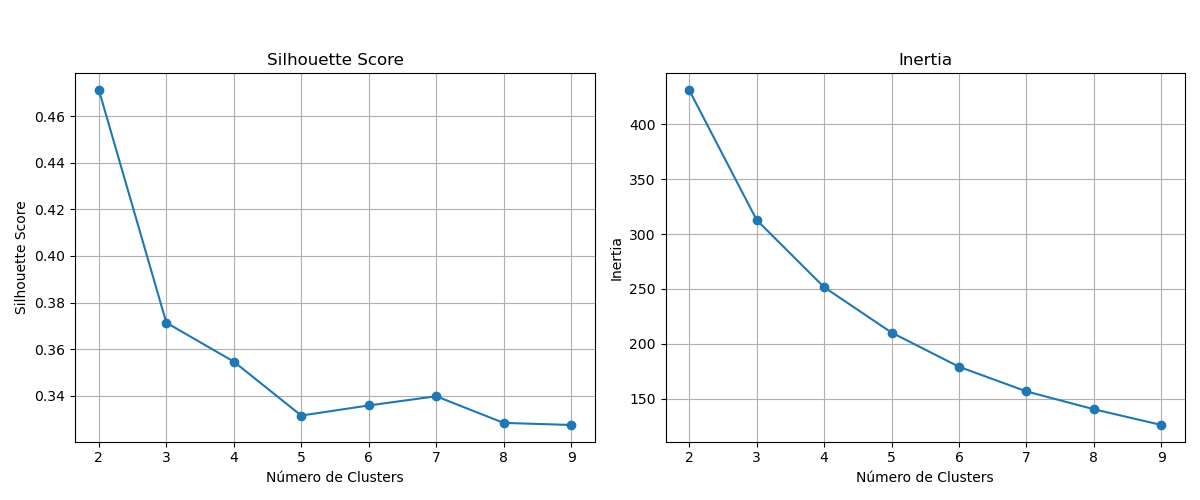 Silhouette Score
Silhouette Score
0.46
0.44
0.42
0.40
0.38
0.36
0.34
2 3 4 5 6 7 8 9
Número de Clusters
Inertia
Inertia
400
350
300
250
200
150
2 3 4 5 6 7 8 9
Número de Clusters